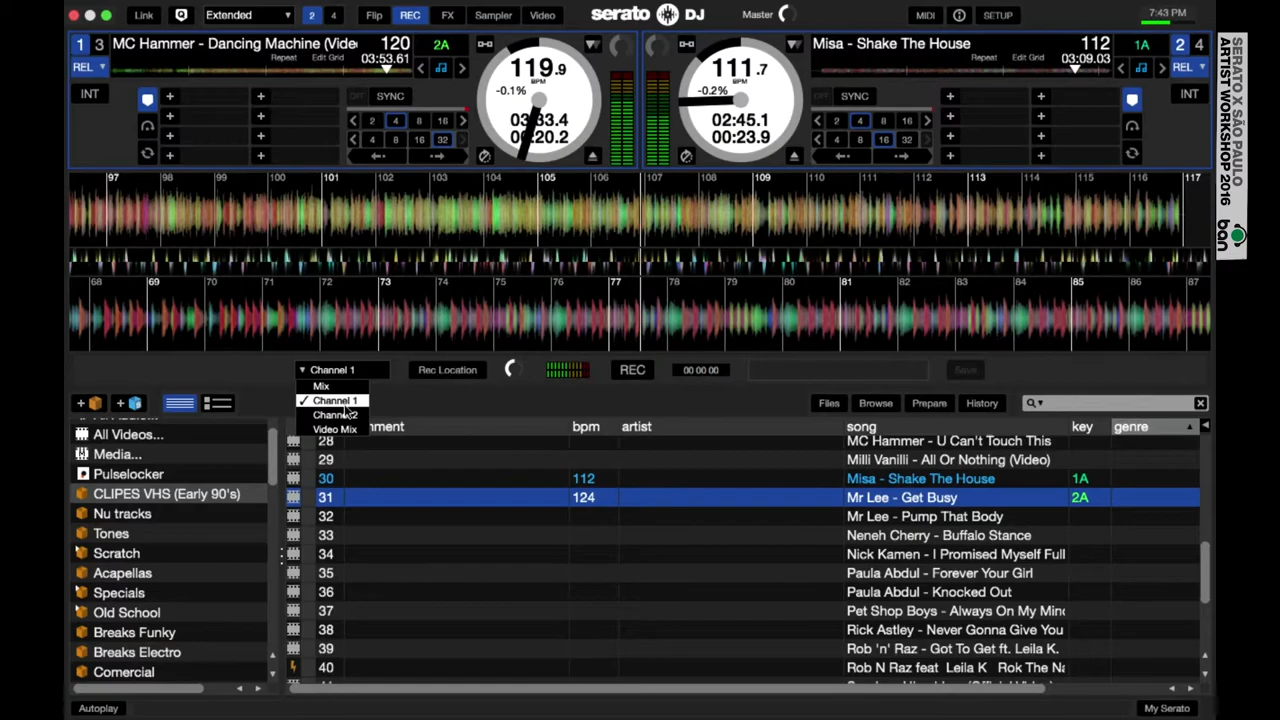 Link
Extended
2 4
Flip REC FX Sampler Video
serato DJ
Master
MIDI
SETUP
7:43 PM
1 3
MC Hammer - Dancing Machine (Vide
120
2A
Repeat Edit Grid
03:53.61
REL
INT
SYNC
2 4 8 16
4 8 16 32
119.9
BPM
-0.1%
03:33.4
00:20.2
111.7
BPM
-0.2%
02:45.1
00:23.9
Misa - Shake The House
112
1A
2 4
Repeat Edit Grid
03:09.03
REL
INT
SYNC
2 4 8 16
4 8 16 32
SERATO X SÃO PAULO
ARTIST WORKSHOP 2016
ban
97 99 101 102 103 105 106 107 109 110 111 113 114 115 116 117
68 69 70 71 72 73 74 75 76 77 78 79 80 81 82 83 84 85 86 87
Channel 1
Rec Location
REC
00 00 00
Save
Mix
✓ Channel 1
Channel 2
Video Mix
Files Browse Prepare History
All Videos...
Media...
Pulselocker
CLIPES VHS (Early 90's)
Nu tracks
Tones
Scratch
Acapellas
Specials
Old School
Breaks Funky
Breaks Electro
Comercial
bpm artist song key genre
28 MC Hammer - U Can't Touch This
29 Milli Vanilli - All Or Nothing (Video)
30 112 Misa - Shake The House 1A
31 124 Mr Lee - Get Busy 2A
32 Mr Lee - Pump That Body
33 Neneh Cherry - Buffalo Stance
34 Nick Kamen - I Promised Myself Full
35 Paula Abdul - Forever Your Girl
36 Paula Abdul - Knocked Out
37 Pet Shop Boys - Always On My Mind
38 Rick Astley - Never Gonna Give You
39 Rob 'n' Raz - Got To Get ft. Leila K.
40 Rob N Raz feat Leila K Rok The Na
Autoplay
My Serato